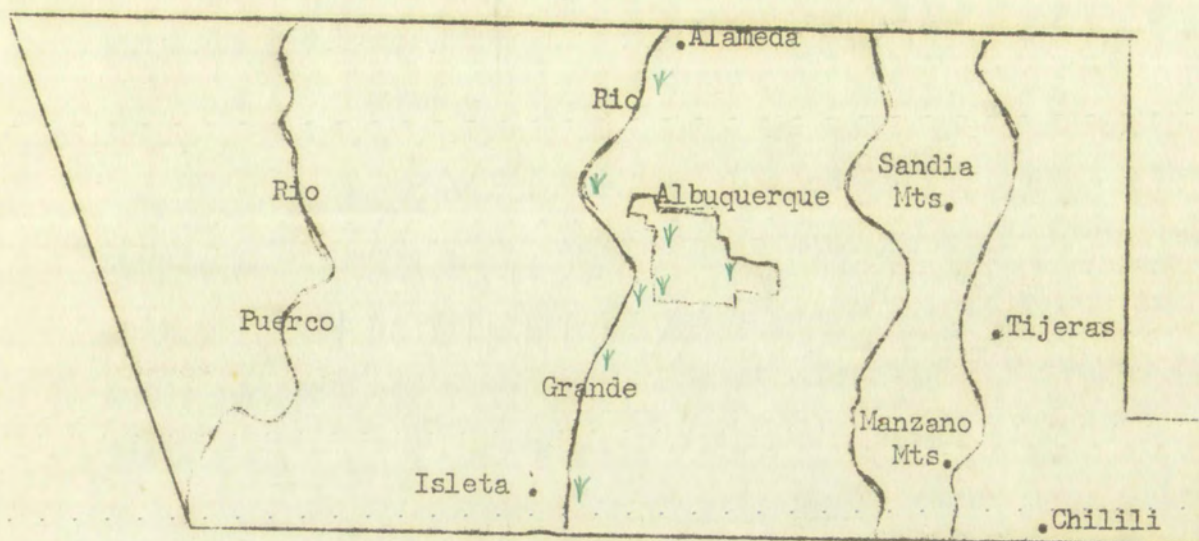 Alameda
Rio
Sandia
Mts.
Rio
Albuquerque
Puerco
Tijeras
Grande
Manzano
Mts.
Isleta
Chilili